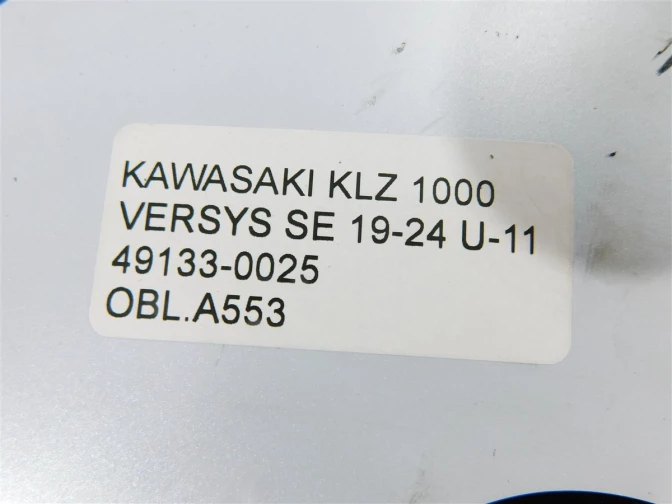 KAWASAKI KLZ 1000
VERSYS SE 19-24 U-11
49133-0025
OBL.A553